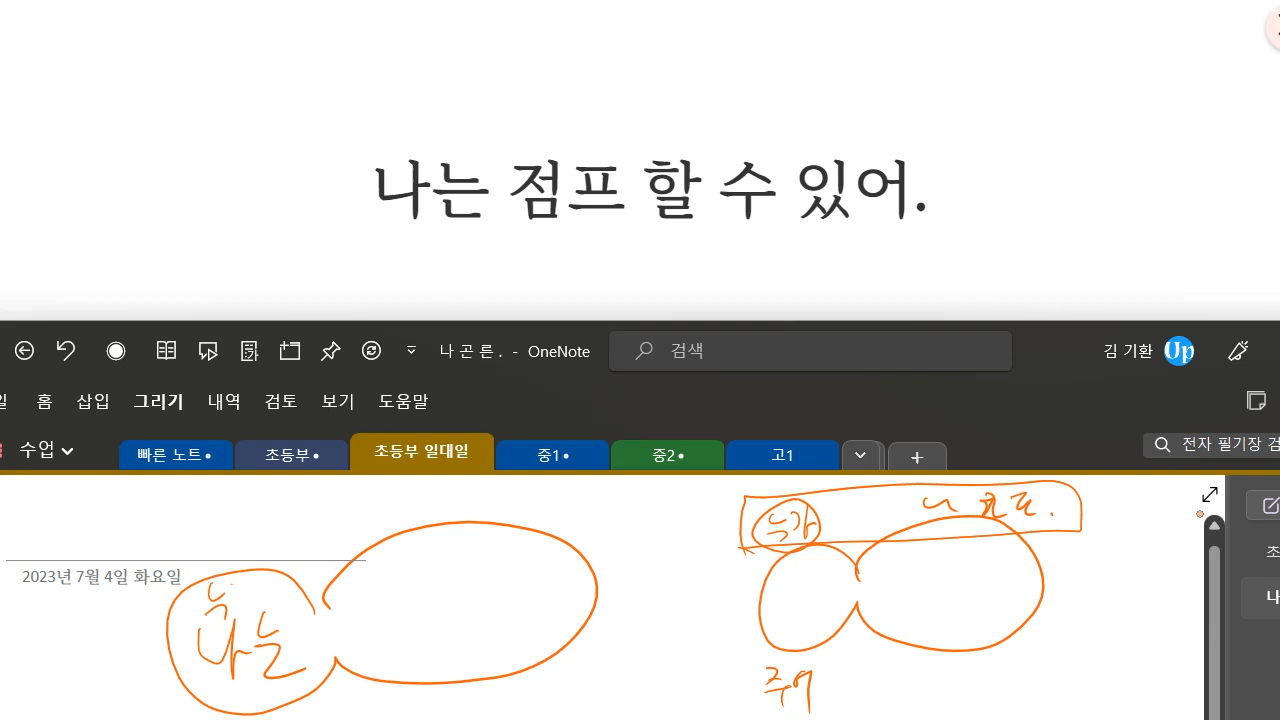 나는 점프 할 수 있어.
나 곤 른 . - OneNote
검색
김 기환
Up
홈 삽입 그리기 내역 검토 보기 도움말
수업
빠른 노트
초등부
초등부 일대일
중1
중2
고1
전자 필기장 검
2023년 7월 4일 화요일
나는
누가
주어
초
나